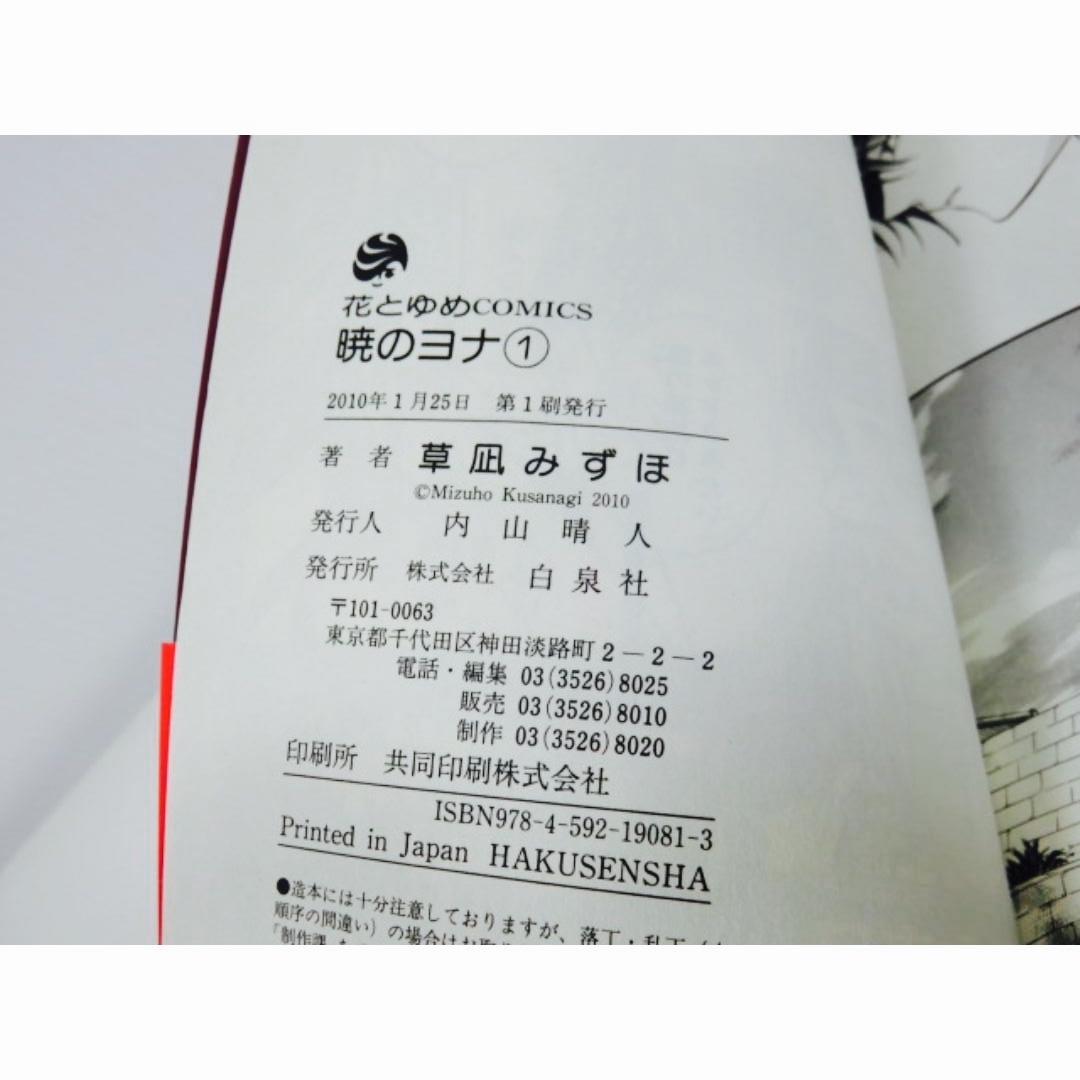 花とゆめCOMICS
暁のヨナ①
2010年1月25日 第1刷発行
著者 草凪みずほ
©Mizuho Kusanagi 2010
発行人 内山晴人
発行所 株式会社 白泉社
〒101-0063
東京都千代田区神田淡路町2-2-2
電話・編集 03(3526)8025
販売 03(3526)8010
制作 03(3526)8020
印刷所 共同印刷株式会社
ISBN978-4-592-19081-3
Printed in Japan HAKUSENSHA
●造本には十分注意しておりますが、落丁・乱丁
順序の間違い）の場合はお取
「制作課